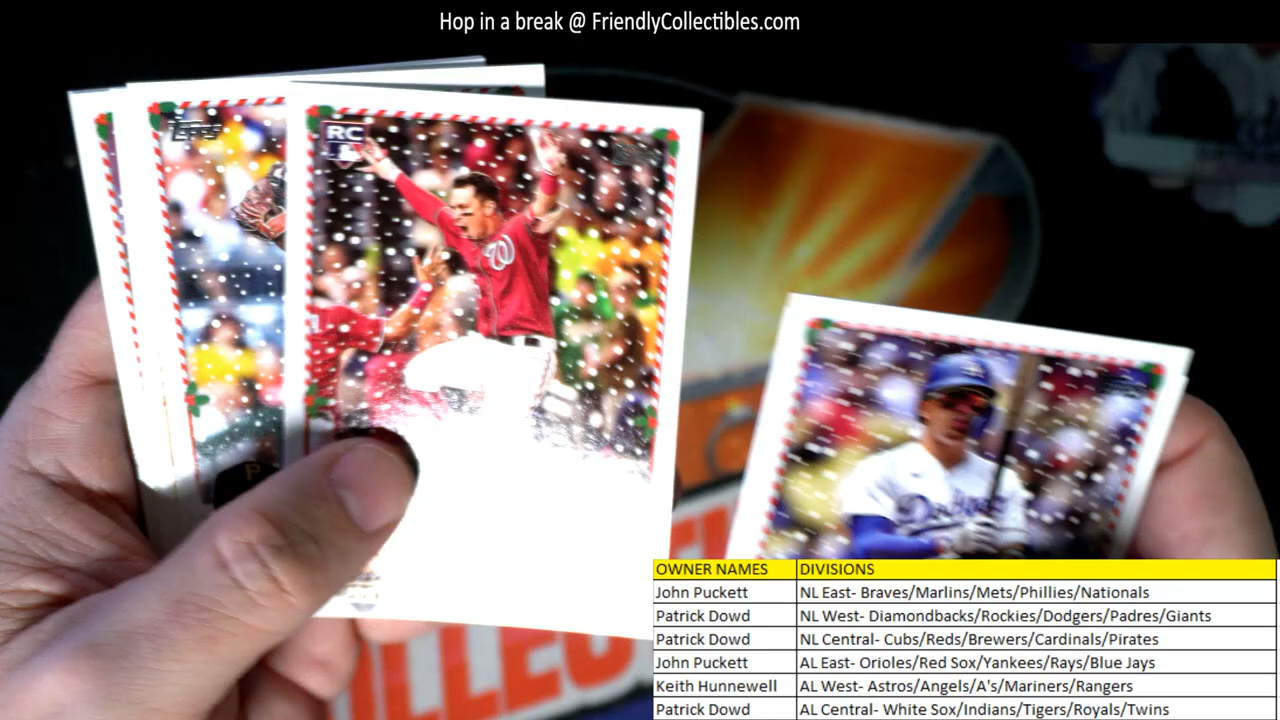 Hop in a break @ FriendlyCollectibles.com
TOPPS
RC
W
Dodgers
P
OWNER NAMES DIVISIONS
John Puckett NL East- Braves/Marlins/Mets/Phillies/Nationals
Patrick Dowd NL West- Diamondbacks/Rockies/Dodgers/Padres/Giants
Patrick Dowd NL Central- Cubs/Reds/Brewers/Cardinals/Pirates
John Puckett AL East- Orioles/Red Sox/Yankees/Rays/Blue Jays
Keith Hunnewell AL West- Astros/Angels/A's/Mariners/Rangers
Patrick Dowd AL Central- White Sox/Indians/Tigers/Royals/Twins